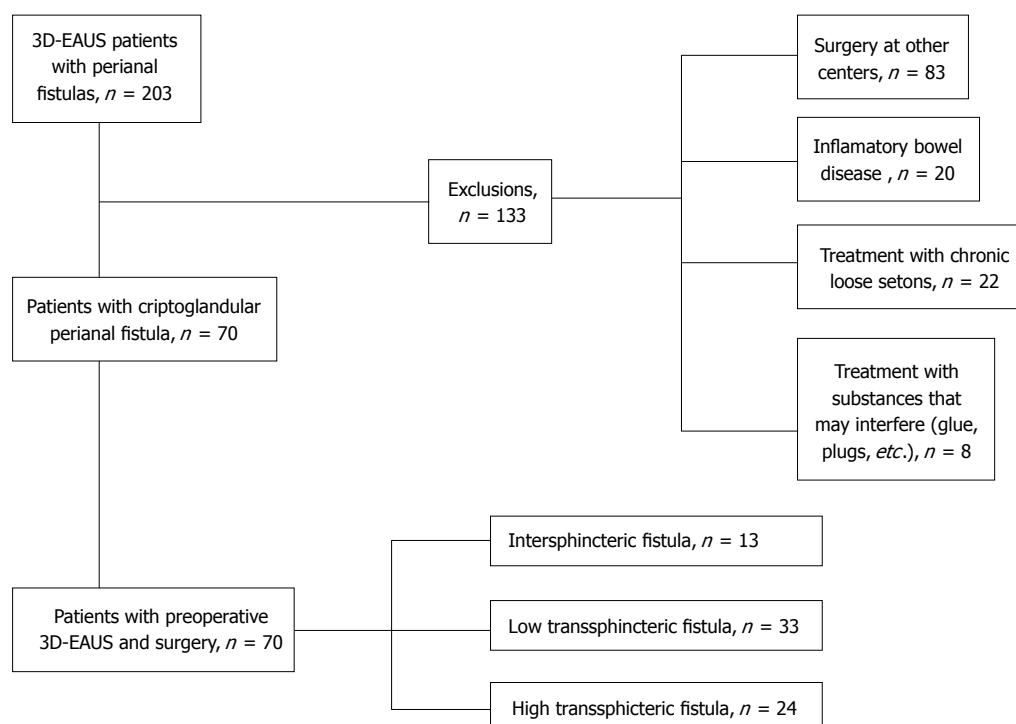 3D-EAUS patients
with perianal
fistulas, n = 203
Surgery at other
centers, n = 83
Inflamatory bowel
disease , n = 20
Exclusions,
n = 133
Treatment with chronic
loose setons, n = 22
Patients with criptoglandular
perianal fistula, n = 70
Treatment with
substances that
may interfere (glue,
plugs, etc.), n = 8
Intersphincteric fistula, n = 13
Patients with preoperative
3D-EAUS and surgery, n = 70
Low transsphincteric fistula, n = 33
High transsphicteric fistula, n = 24